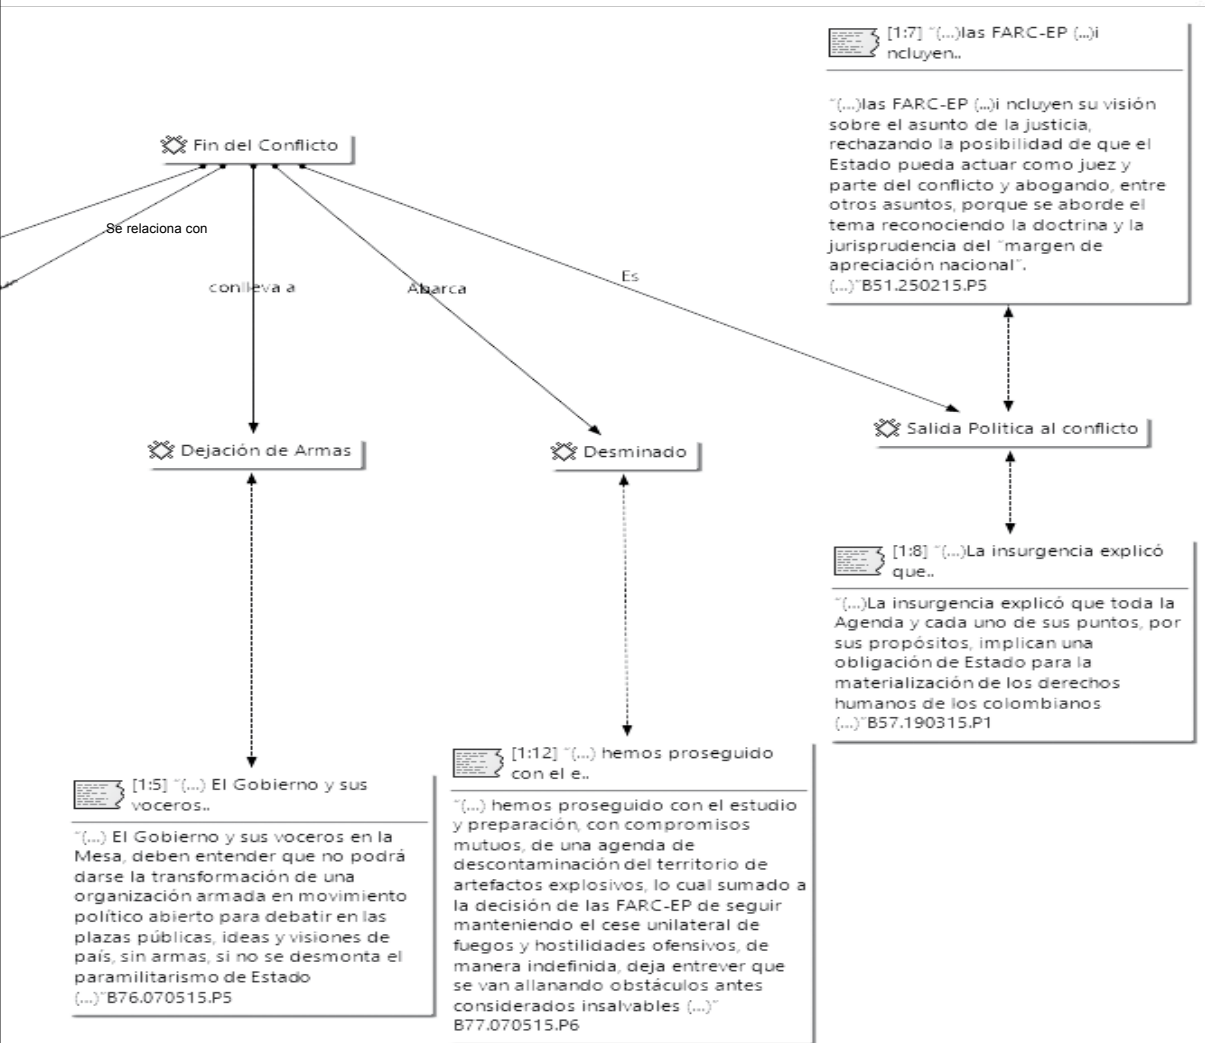 [1:7] ¨(...)las FARC-EP (...)i
ncluyen..
¨(...)las FARC-EP (...)i ncluyen su visión
sobre el asunto de la justicia,
rechazando la posibilidad de que el
Estado pueda actuar como juez y
parte del conflicto y abogando, entre
otros asuntos, porque se aborde el
tema reconociendo la doctrina y la
jurisprudencia del ¨margen de
apreciación nacional¨.
(...)¨B51.250215.P5
Fin del Conflicto
Se relaciona con
conlleva a
Abarca
Es
Dejación de Armas
Desminado
Salida Politica al conflicto
[1:8] ¨(...)La insurgencia explicó
que..
¨(...)La insurgencia explicó que toda la
Agenda y cada uno de sus puntos, por
sus propósitos, implican una
obligación de Estado para la
materialización de los derechos
humanos de los colombianos
(...)¨B57.190315.P1
[1:5] ¨(...) El Gobierno y sus
voceros..
¨(...) El Gobierno y sus voceros en la
Mesa, deben entender que no podrá
darse la transformación de una
organización armada en movimiento
político abierto para debatir en las
plazas públicas, ideas y visiones de
país, sin armas, si no se desmonta el
paramilitarismo de Estado
(...)¨B76.070515.P5
[1:12] ¨(...) hemos proseguido
con el e..
¨(...) hemos proseguido con el estudio
y preparación, con compromisos
mutuos, de una agenda de
descontaminación del territorio de
artefactos explosivos, lo cual sumado a
la decisión de las FARC-EP de seguir
manteniendo el cese unilateral de
fuegos y hostilidades ofensivos, de
manera indefinida, deja entrever que
se van allanando obstáculos antes
considerados insalvables (...)¨
B77.070515.P6